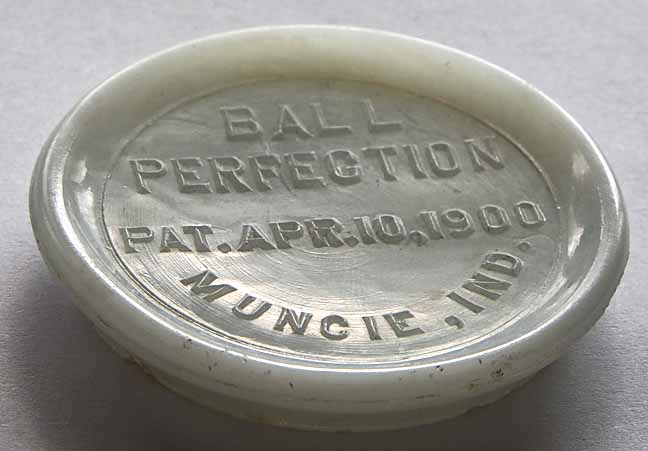 BALL
PERFECTION
PAT. APR. 10, 1900
MUNCIE, IND.